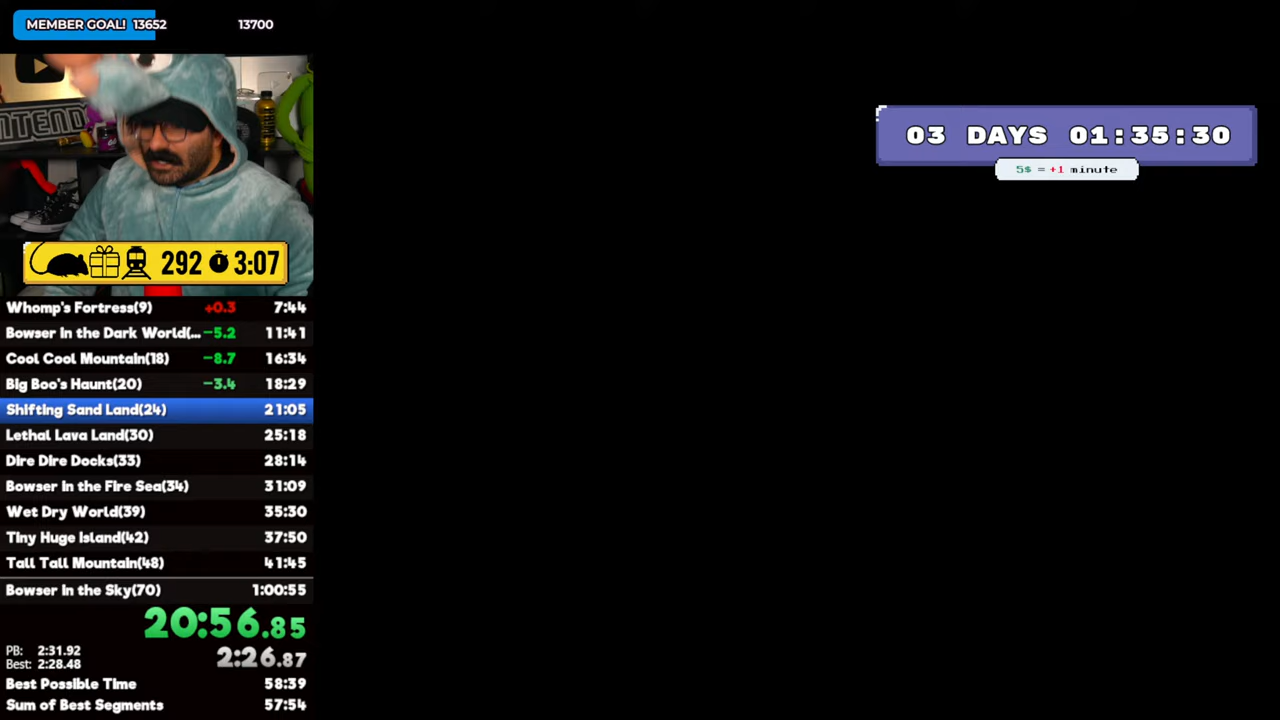 MEMBER GOAL! 13652 13700
NTEND
03 DAYS 01:35:30
5$ = +1 minute
292 3:07
Whomp's Fortress(9) +0.3 7:44
Bowser in the Dark World(... −5.2 11:41
Cool Cool Mountain(18) −8.7 16:34
Big Boo's Haunt(20) −3.4 18:29
Shifting Sand Land(24) 21:05
Lethal Lava Land(30) 25:18
Dire Dire Docks(33) 28:14
Bowser in the Fire Sea(34) 31:09
Wet Dry World(39) 35:30
Tiny Huge Island(42) 37:50
Tall Tall Mountain(48) 41:45
Bowser in the Sky(70) 1:00:55
20:56.85
PB: 2:31.92
Best: 2:28.48
2:26.87
Best Possible Time 58:39
Sum of Best Segments 57:54